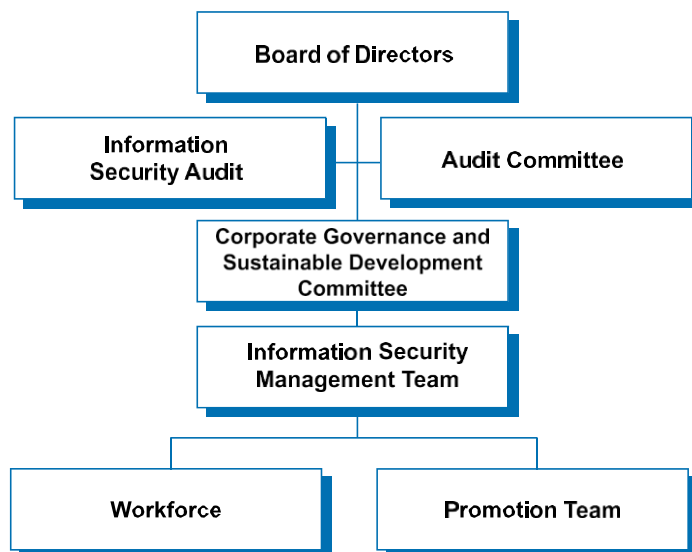 Board of Directors
Information
Security Audit
Audit Committee
Corporate Governance and
Sustainable Development
Committee
Information Security
Management Team
Workforce
Promotion Team